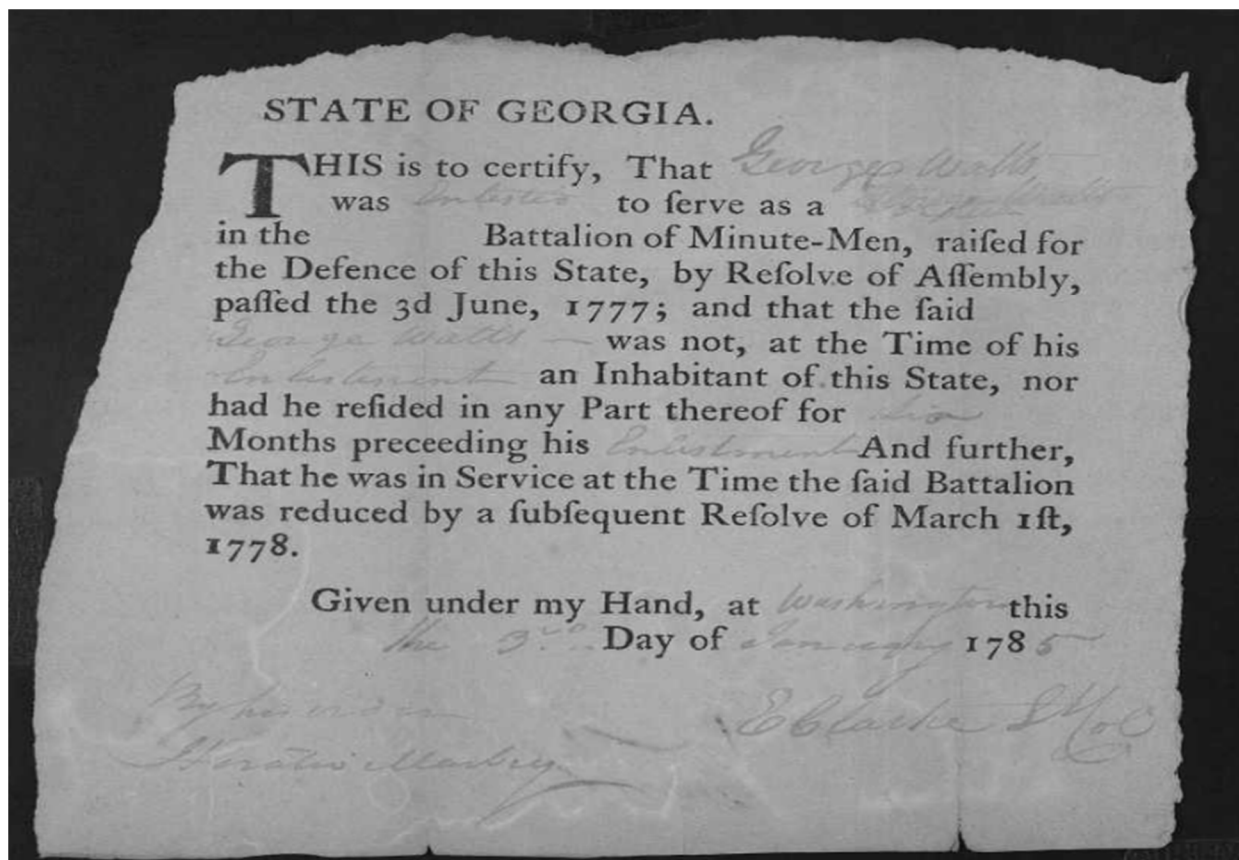 STATE OF GEORGIA.
THIS is to certify, That George Watts
was to ſerve as a
in the Battalion of Minute-Men, raiſed for
the Defence of this State, by Reſolve of Aſſembly,
paſſed the 3d June, 1777; and that the ſaid
George Watts was not, at the Time of his
Enlistment an Inhabitant of this State, nor
had he reſided in any Part thereof for Six
Months preceeding his Enlistment And further,
That he was in Service at the Time the ſaid Battalion
was reduced by a ſubſequent Reſolve of March 1ſt,
1778.
Given under my Hand, at Washington this
the 3rd Day of January 1785
By his order
E Clarke